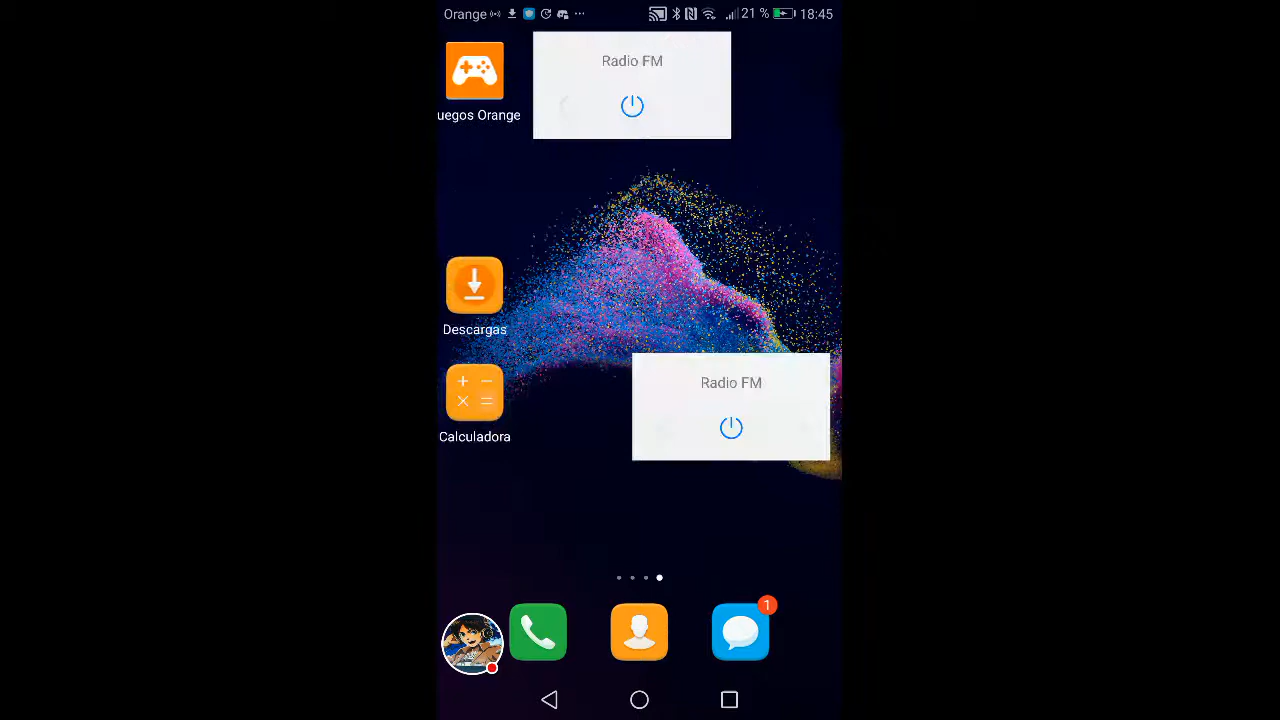 Orange 21 % 18:45
Radio FM
uegos Orange
Descargas
Radio FM
Calculadora
1